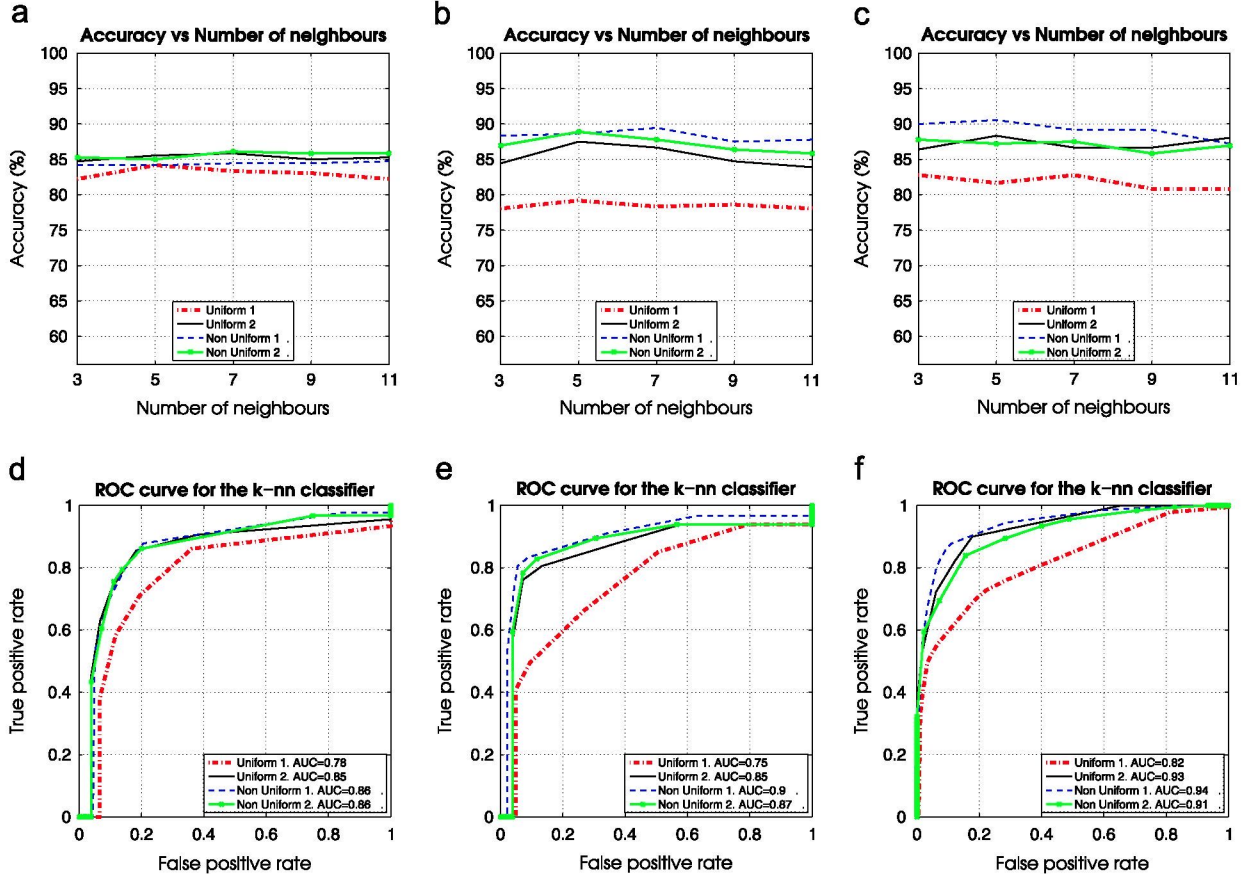 a
Accuracy vs Number of neighbours
100
95
90
85
80
75
70
65
60
Accuracy (%)
Uniform 1
Uniform 2
Non Uniform 1
Non Uniform 2
3 5 7 9 11
Number of neighbours
b
Accuracy vs Number of neighbours
100
95
90
85
80
75
70
65
60
Accuracy (%)
Uniform 1
Uniform 2
Non Uniform 1
Non Uniform 2
3 5 7 9 11
Number of neighbours
c
Accuracy vs Number of neighbours
100
95
90
85
80
75
70
65
60
Accuracy (%)
Uniform 1
Uniform 2
Non Uniform 1
Non Uniform 2
3 5 7 9 11
Number of neighbours
d
ROC curve for the k-nn classifier
1
0.8
0.6
0.4
0.2
0
True positive rate
Uniform 1. AUC=0.78
Uniform 2. AUC=0.85
Non Uniform 1. AUC=0.86
Non Uniform 2. AUC=0.86
0 0.2 0.4 0.6 0.8 1
False positive rate
e
ROC curve for the k-nn classifier
1
0.8
0.6
0.4
0.2
0
True positive rate
Uniform 1. AUC=0.75
Uniform 2. AUC=0.85
Non Uniform 1. AUC=0.9
Non Uniform 2. AUC=0.87
0 0.2 0.4 0.6 0.8 1
False positive rate
f
ROC curve for the k-nn classifier
1
0.8
0.6
0.4
0.2
0
True positive rate
Uniform 1. AUC=0.82
Uniform 2. AUC=0.93
Non Uniform 1. AUC=0.94
Non Uniform 2. AUC=0.91
0 0.2 0.4 0.6 0.8 1
False positive rate